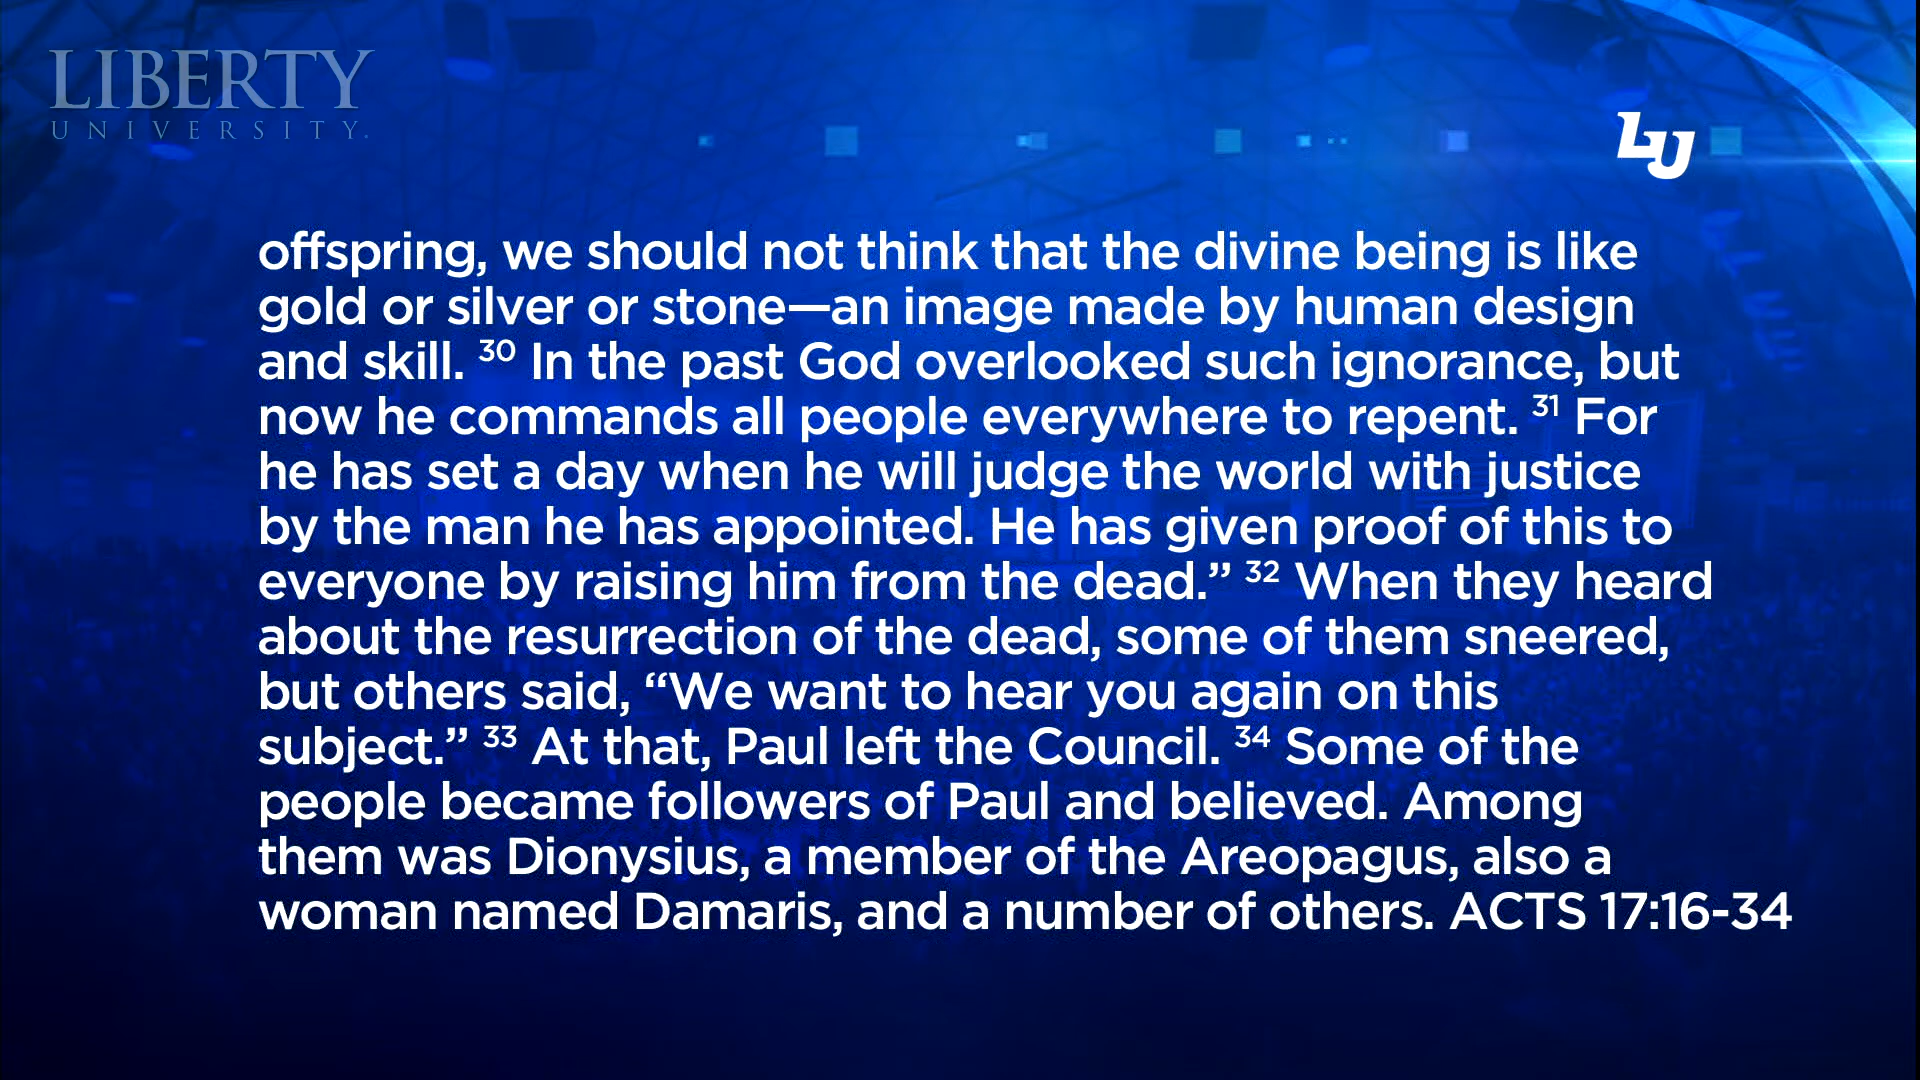 LIBERTY
UNIVERSITY.
LU
offspring, we should not think that the divine being is like
gold or silver or stone—an image made by human design
and skill. 30 In the past God overlooked such ignorance, but
now he commands all people everywhere to repent. 31 For
he has set a day when he will judge the world with justice
by the man he has appointed. He has given proof of this to
everyone by raising him from the dead.” 32 When they heard
about the resurrection of the dead, some of them sneered,
but others said, “We want to hear you again on this
subject.” 33 At that, Paul left the Council. 34 Some of the
people became followers of Paul and believed. Among
them was Dionysius, a member of the Areopagus, also a
woman named Damaris, and a number of others. ACTS 17:16-34